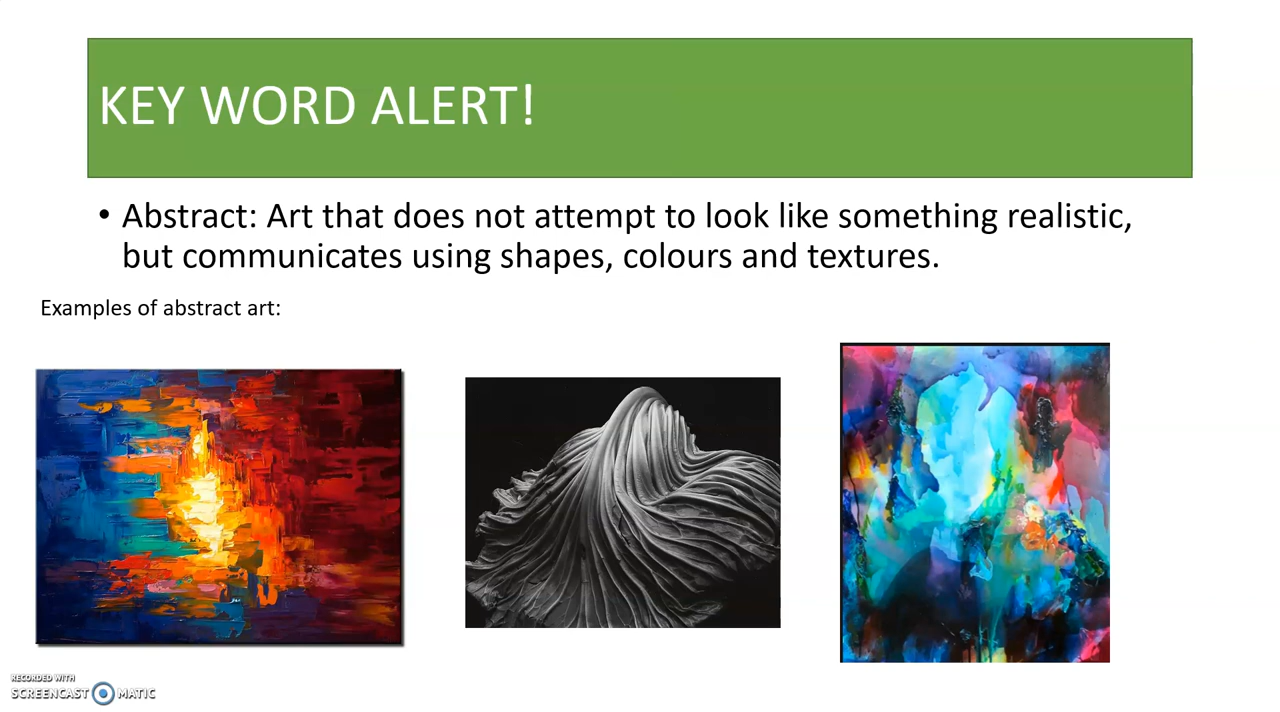 KEY WORD ALERT!
• Abstract: Art that does not attempt to look like something realistic,
but communicates using shapes, colours and textures.
Examples of abstract art:
RECORDED WITH
SCREENCAST MATIC